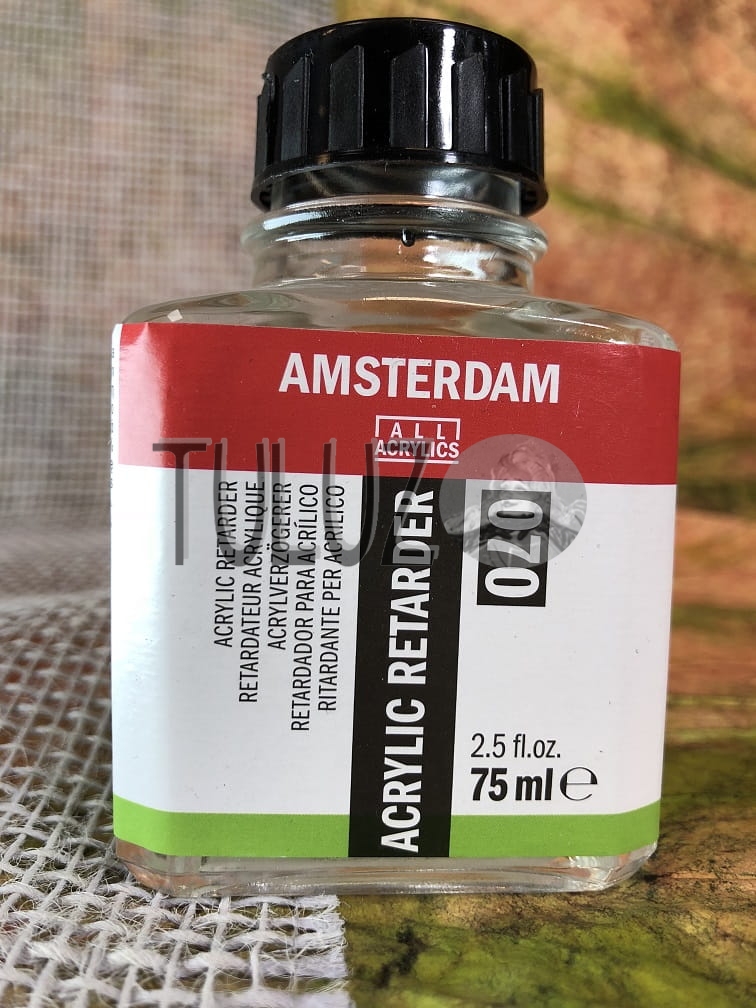 AMSTERDAM
ALL
ACRYLICS
TULUZ
ACRYLIC RETARDER
RETARDATEUR ACRYLIQUE
ACRYLVERZÖGERER
RETARDADOR PARA ACRÍLICO
RITARDANTE PER ACRILICO
ACRYLIC RETARDER
070
2.5 fl.oz.
75 ml ℮